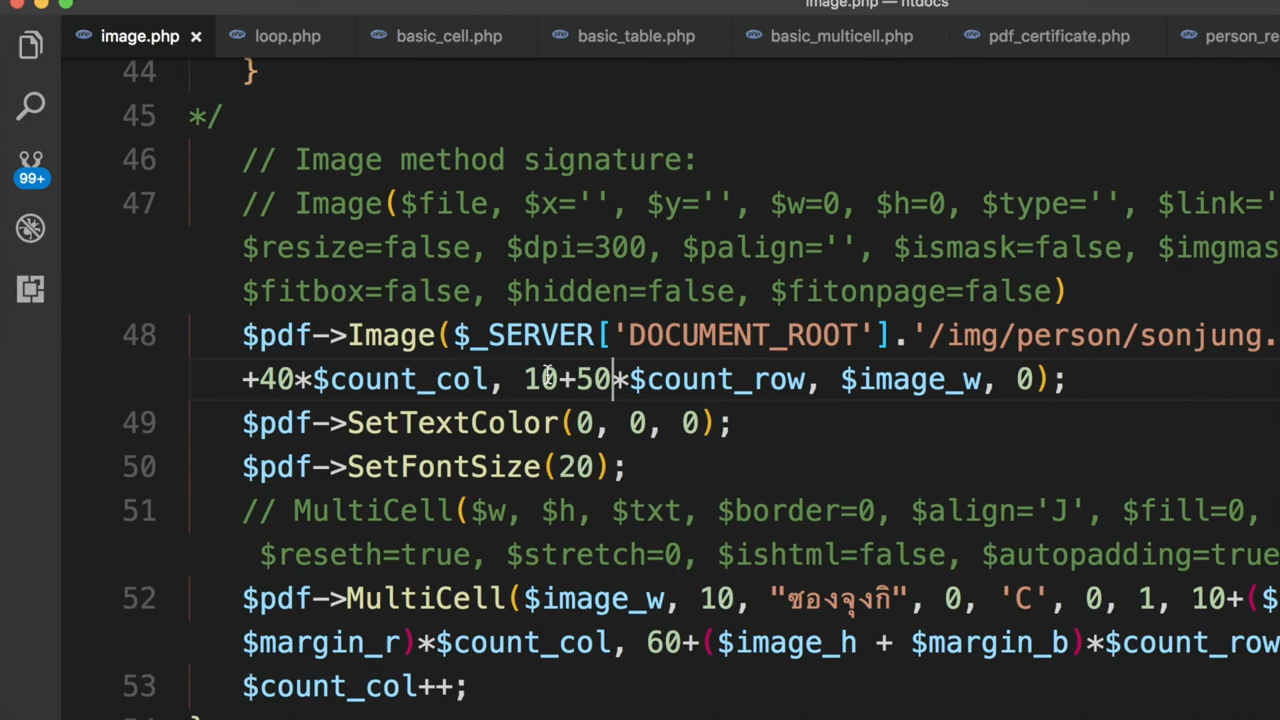 image.php — htdocs
image.php × loop.php basic_cell.php basic_table.php basic_multicell.php pdf_certificate.php person_re
44 }
45 */
46 // Image method signature:
47 // Image($file, $x='', $y='', $w=0, $h=0, $type='', $link='
$resize=false, $dpi=300, $palign='', $ismask=false, $imgmas
$fitbox=false, $hidden=false, $fitonpage=false)
48 $pdf->Image($_SERVER['DOCUMENT_ROOT'].'/img/person/sonjung.
+40*$count_col, 10+50*$count_row, $image_w, 0);
99+
49 $pdf->SetTextColor(0, 0, 0);
50 $pdf->SetFontSize(20);
51 // MultiCell($w, $h, $txt, $border=0, $align='J', $fill=0,
$reseth=true, $stretch=0, $ishtml=false, $autopadding=true
52 $pdf->MultiCell($image_w, 10, "ซองจุงกิ", 0, 'C', 0, 1, 10+($
$margin_r)*$count_col, 60+($image_h + $margin_b)*$count_row
53 $count_col++;